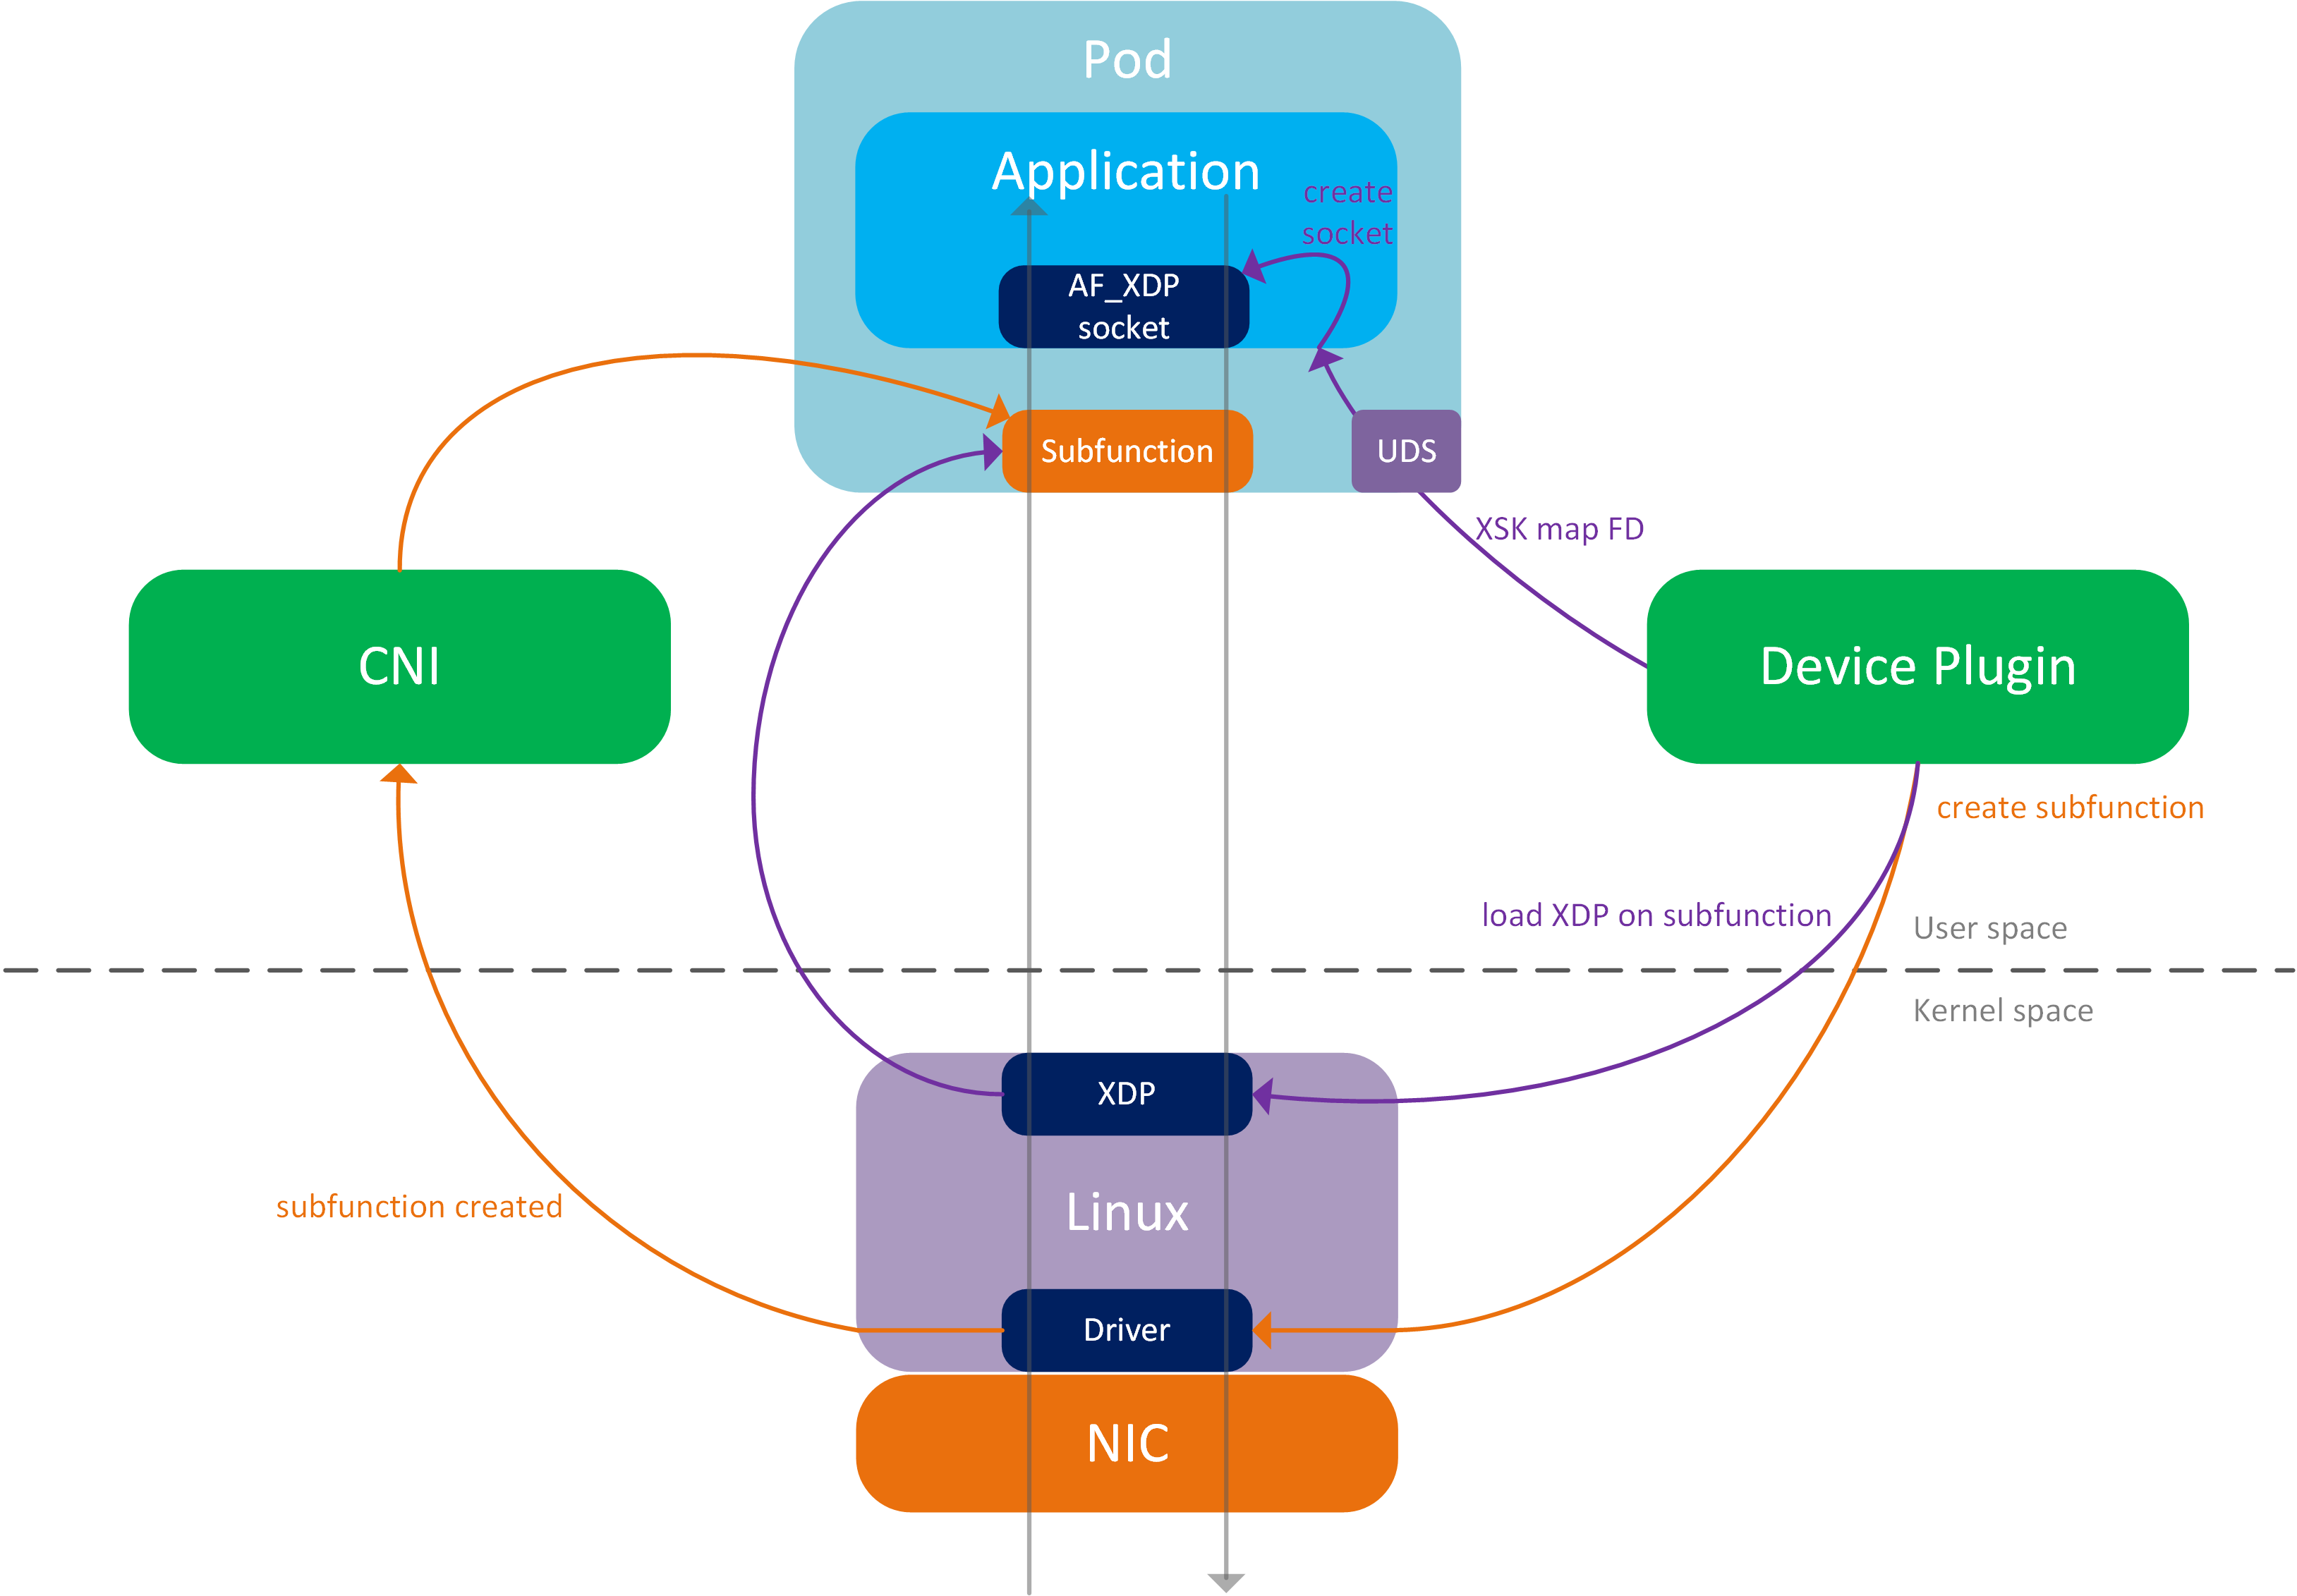 Pod
Application
create
socket
AF_XDP
socket
Subfunction
UDS
XSK map FD
CNI
Device Plugin
create subfunction
load XDP on subfunction
User space
Kernel space
XDP
subfunction created
Linux
Driver
NIC